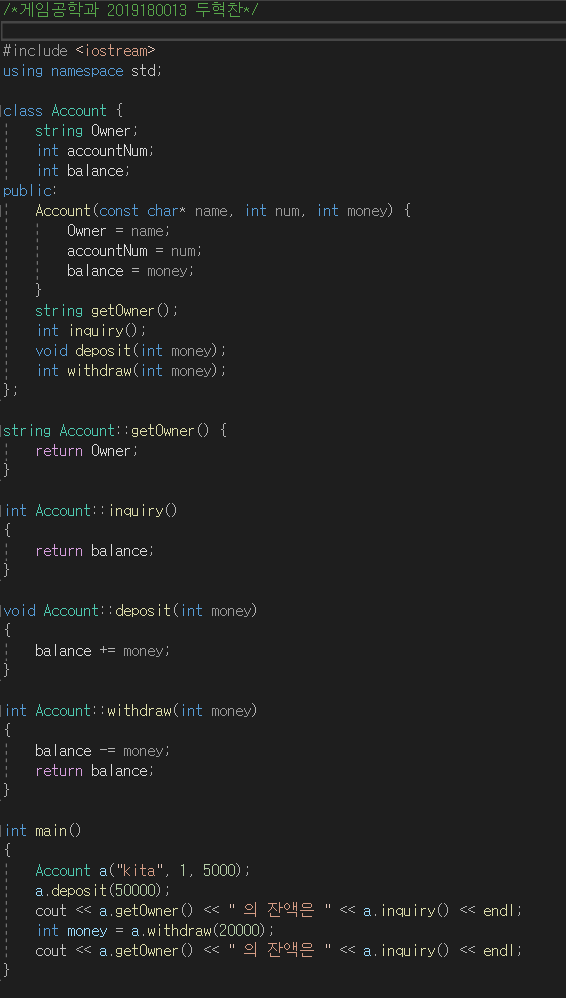 /*게임공학과 2019180013 두혁찬*/
#include <iostream>
using namespace std;
class Account {
string Owner;
int accountNum;
int balance;
public:
Account(const char* name, int num, int money) {
Owner = name;
accountNum = num;
balance = money;
}
string getOwner();
int inquiry();
void deposit(int money);
int withdraw(int money);
};
string Account::getOwner() {
return Owner;
}
int Account::inquiry()
{
return balance;
}
void Account::deposit(int money)
{
balance += money;
}
int Account::withdraw(int money)
{
balance -= money;
return balance;
}
int main()
{
Account a("kita", 1, 5000);
a.deposit(50000);
cout << a.getOwner() << " 의 잔액은 " << a.inquiry() << endl;
int money = a.withdraw(20000);
cout << a.getOwner() << " 의 잔액은 " << a.inquiry() << endl;
}